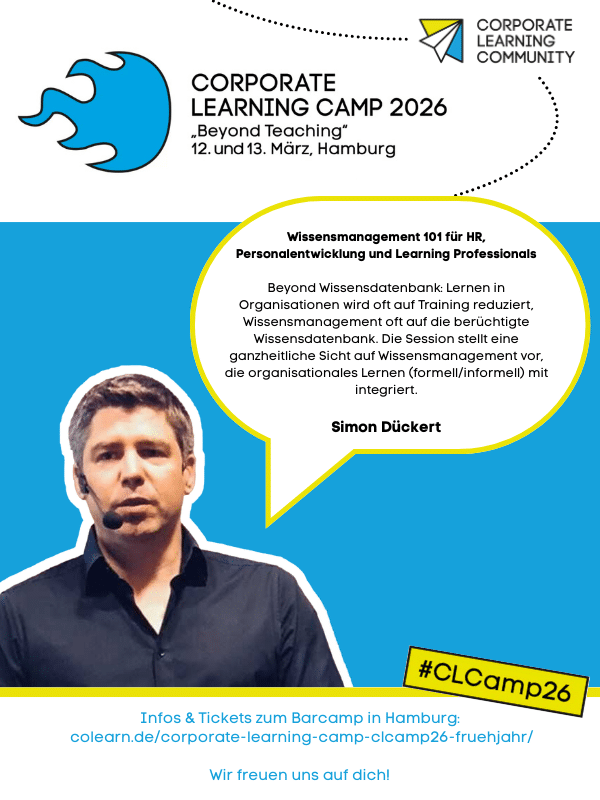 CORPORATE
LEARNING
COMMUNITY
CORPORATE
LEARNING CAMP 2026
„Beyond Teaching“
12. und 13. März, Hamburg
Wissensmanagement 101 für HR,
Personalentwicklung und Learning Professionals
Beyond Wissensdatenbank: Lernen in
Organisationen wird oft auf Training reduziert,
Wissensmanagement oft auf die berüchtigte
Wissensdatenbank. Die Session stellt eine
ganzheitliche Sicht auf Wissensmanagement vor,
die organisationales Lernen (formell/informell) mit
integriert.
Simon Dückert
#CLCamp26
Infos & Tickets zum Barcamp in Hamburg:
colearn.de/corporate-learning-camp-clcamp26-fruehjahr/
Wir freuen uns auf dich!